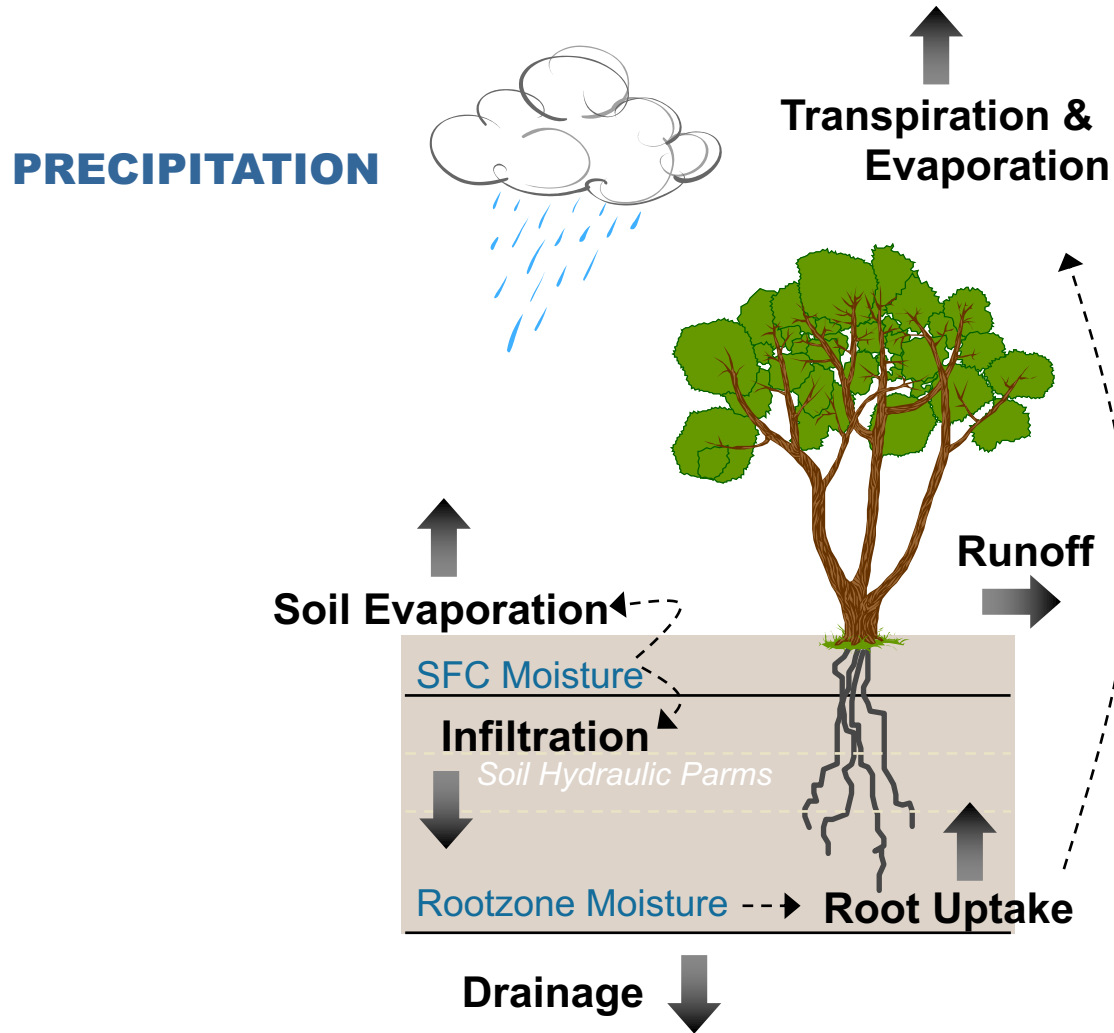 Transpiration &
Evaporation
PRECIPITATION
Runoff
Soil Evaporation
SFC Moisture
Infiltration
Soil Hydraulic Parms
Rootzone Moisture
Root Uptake
Drainage